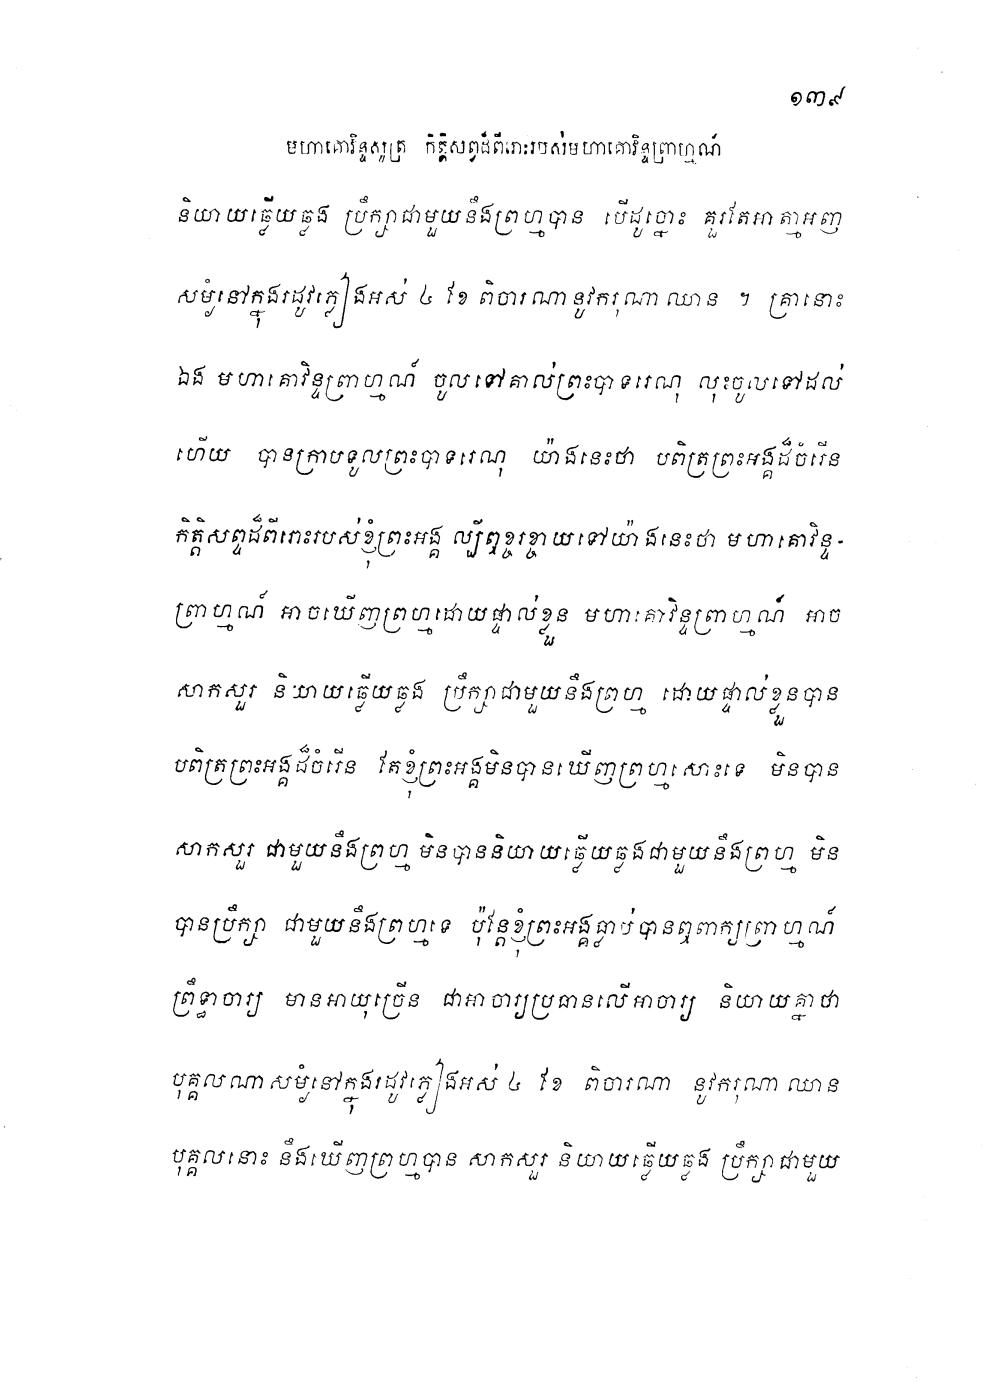 ១៣៩
មហាគោវិន្ទសូត្រ កិត្តិសព្ទដ៏ពីរោះរបស់មហាគោវិន្ទព្រាហ្មណ៍
និយាយឆ្លើយឆ្លង ប្រឹក្សាជាមួយនឹងព្រហ្មបាន បើដូច្នោះ គួរតែអាត្មាអញ
សម្ងំនៅក្នុងរដូវភ្លៀងអស់ ៤ ខែ ពិចារណានូវករុណាឈាន ។ គ្រានោះ
ឯង មហាគោវិន្ទព្រាហ្មណ៍ ចូលទៅគាល់ព្រះបាទរេណុ លុះចូលទៅដល់
ហើយ បានក្រាបទូលព្រះបាទរេណុ យ៉ាងនេះថា បពិត្រព្រះអង្គដ៏ចំរើន
កិត្តិសព្ទដ៏ពីរោះរបស់ខ្ញុំព្រះអង្គ ល្បីឮខ្ចរខ្ចាយទៅយ៉ាងនេះថា មហាគោវិន្ទ-
ព្រាហ្មណ៍ អាចឃើញព្រហ្មដោយផ្ទាល់ខ្លួន មហាគោវិន្ទព្រាហ្មណ៍ អាច
សាកសួរ និយាយឆ្លើយឆ្លង ប្រឹក្សាជាមួយនឹងព្រហ្ម ដោយផ្ទាល់ខ្លួនបាន
បពិត្រព្រះអង្គដ៏ចំរើន តែខ្ញុំព្រះអង្គមិនបានឃើញព្រហ្មសោះទេ មិនបាន
សាកសួរ ជាមួយនឹងព្រហ្ម មិនបាននិយាយឆ្លើយឆ្លងជាមួយនឹងព្រហ្ម មិន
បានប្រឹក្សា ជាមួយនឹងព្រហ្មទេ ប៉ុន្តែខ្ញុំព្រះអង្គធ្លាប់បានឮពាក្យព្រាហ្មណ៍
ព្រឹទ្ធាចារ្យ មានអាយុច្រើន ជាអាចារ្យប្រធានលើអាចារ្យ និយាយគ្នាថា
បុគ្គលណាសម្ងំនៅក្នុងរដូវភ្លៀងអស់ ៤ ខែ ពិចារណា នូវករុណាឈាន
បុគ្គលនោះ នឹងឃើញព្រហ្មបាន សាកសួរ និយាយឆ្លើយឆ្លង ប្រឹក្សាជាមួយ